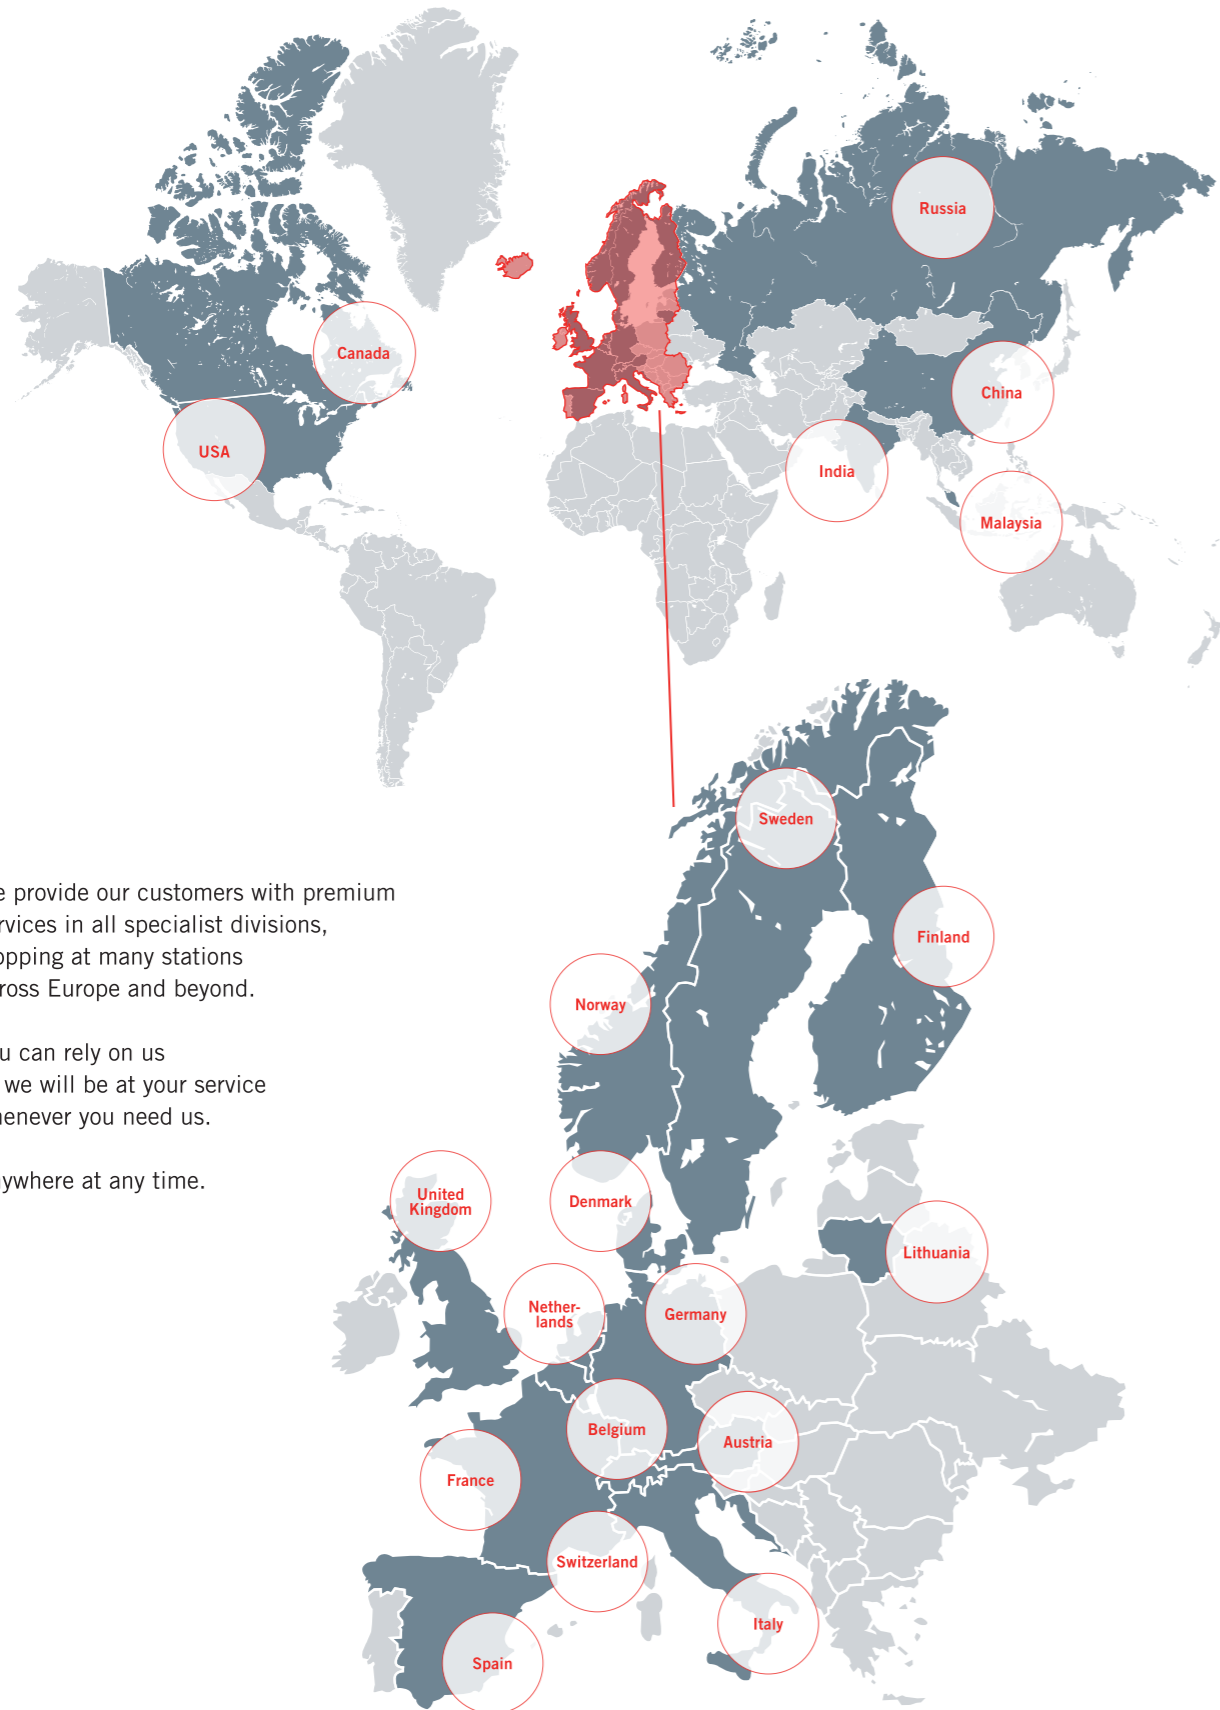 Russia
Canada
China
USA
India
Malaysia
Sweden
e provide our customers with premium
rvices in all specialist divisions,
opping at many stations
ross Europe and beyond.
Finland
Norway
u can rely on us
we will be at your service
henever you need us.
ywhere at any time.
United
Kingdom
Denmark
Lithuania
Nether-
lands
Germany
Belgium
Austria
France
Switzerland
Italy
Spain